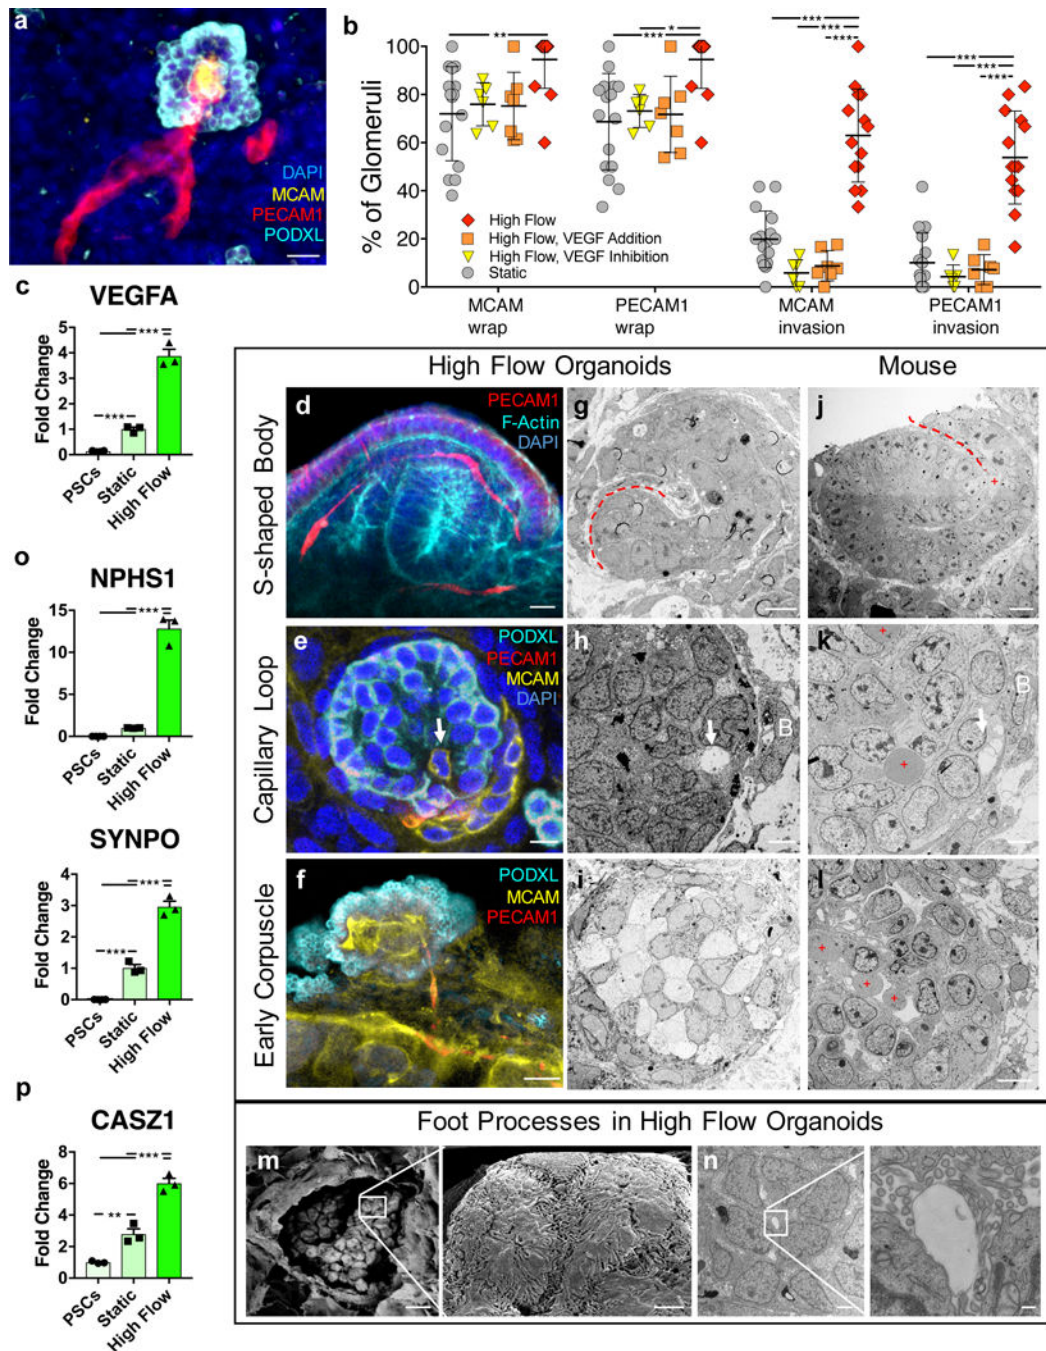 a
DAPI
MCAM
PECAM1
PODXL
b
% of Glomeruli
100
80
60
40
20
0
** * *** *** *** *** *** *** ***
High Flow
High Flow, VEGF Addition
High Flow, VEGF Inhibition
Static
MCAM wrap
PECAM1 wrap
MCAM invasion
PECAM1 invasion
c
VEGFA
Fold Change
5
4
3
2
1
0
***
***
PSCs
Static
High Flow
o
NPHS1
Fold Change
15
10
5
0
***
PSCs
Static
High Flow
SYNPO
Fold Change
4
3
2
1
0
***
***
PSCs
Static
High Flow
p
CASZ1
Fold Change
8
6
4
2
0
***
**
PSCs
Static
High Flow
High Flow Organoids
Mouse
S-shaped Body
d
PECAM1
F-Actin
DAPI
g
j
+
Capillary Loop
e
PODXL
PECAM1
MCAM
DAPI
h
B
k
+
B
+
Early Corpuscle
f
PODXL
MCAM
PECAM1
i
l
+
+
+
+
Foot Processes in High Flow Organoids
m
n